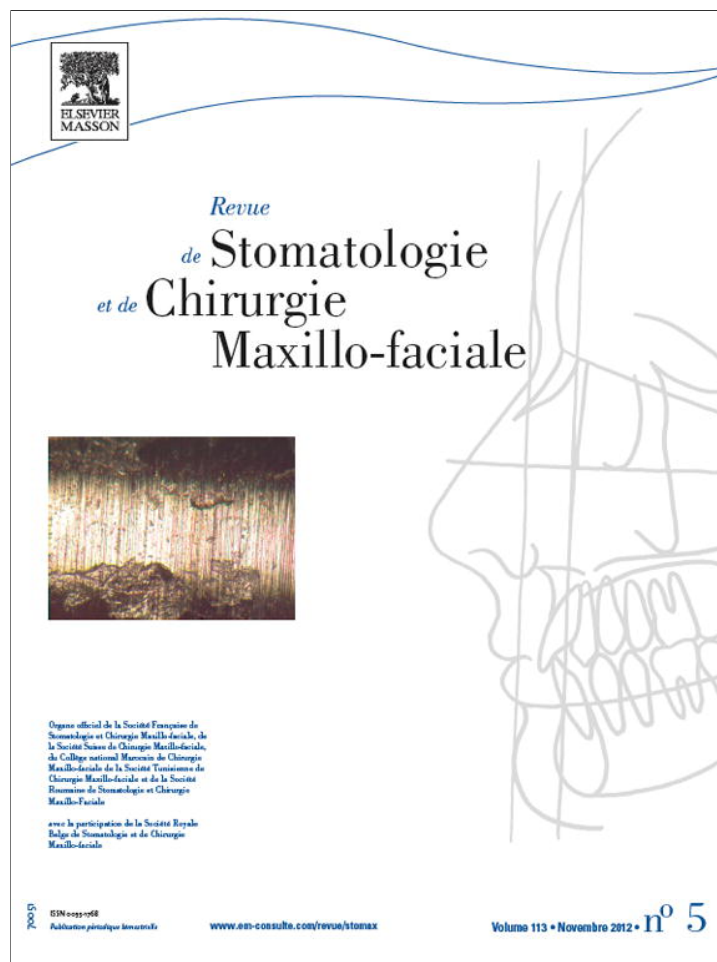 ELSEVIER
MASSON
Revue
de Stomatologie
et de Chirurgie
Maxillo-faciale
Organe officiel de la Société Française de
Stomatologie et Chirurgie Maxillo-faciale, de
la Société Suisse de Chirurgie Maxillo-faciale,
du Collège national Marocain de Chirurgie
Maxillo-faciale de la Société Tunisienne de
Chirurgie Maxillo-faciale et de la Société
Roumaine de Stomatologie et Chirurgie
Maxillo-Faciale
avec la participation de la Société Royale
Belge de Stomatologie et de Chirurgie
Maxillo-faciale
70051
ISSN 0035-1768
Publication périodique bimestrielle
www.em-consulte.com/revue/stomax
Volume 113 • Novembre 2012 • nº 5